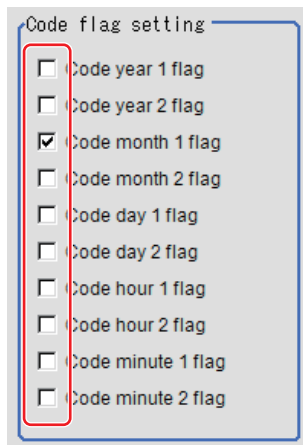 Code flag setting
Code year 1 flag
Code year 2 flag
Code month 1 flag
Code month 2 flag
Code day 1 flag
Code day 2 flag
Code hour 1 flag
Code hour 2 flag
Code minute 1 flag
Code minute 2 flag